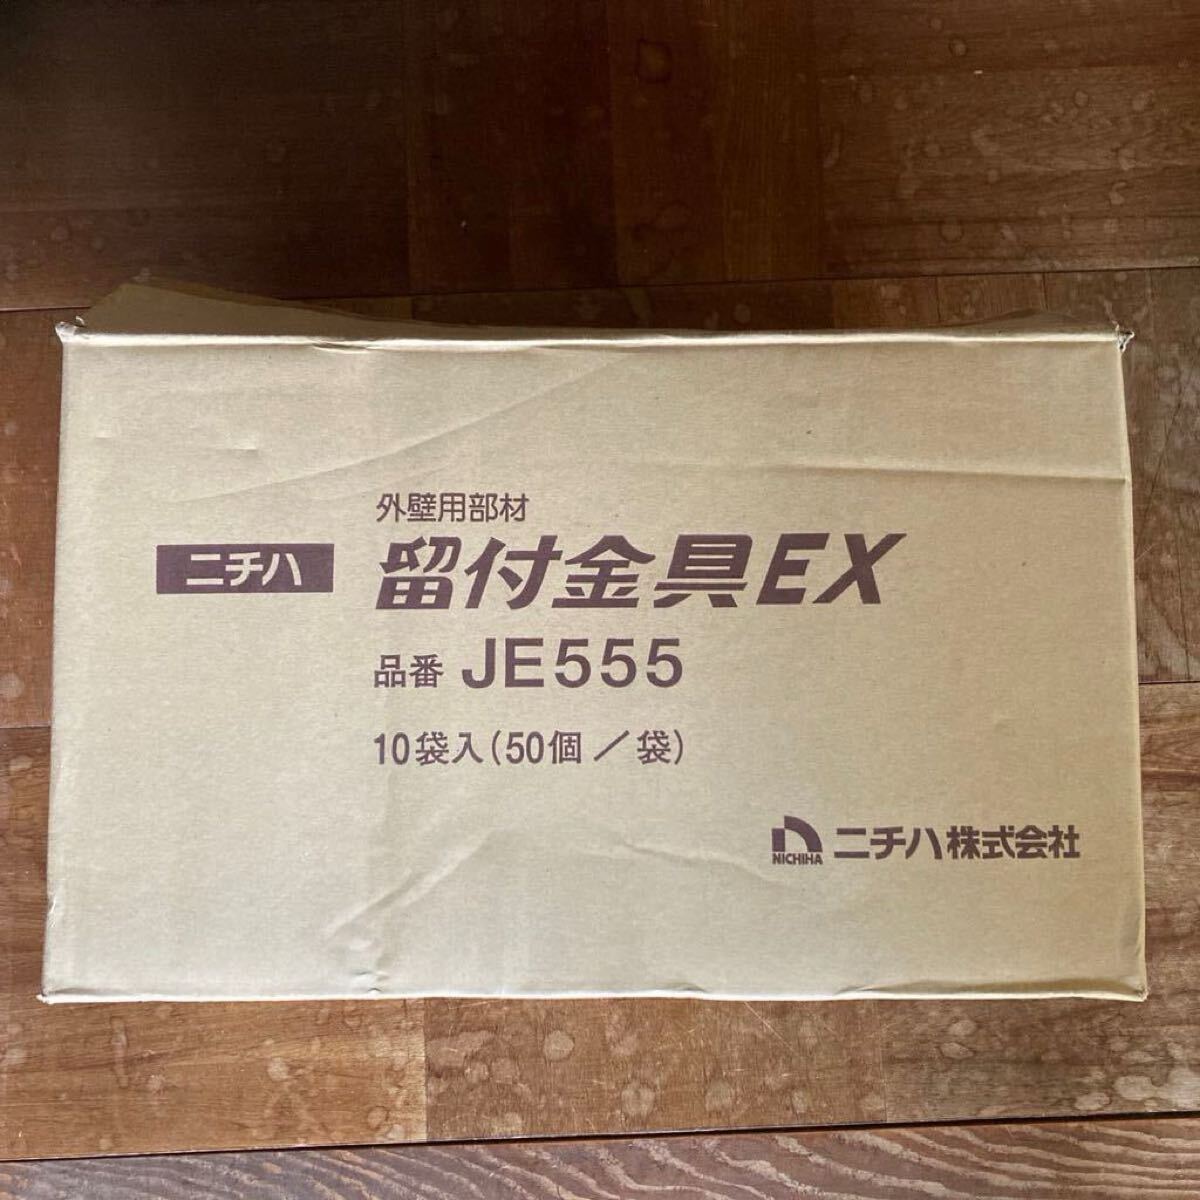 外壁用部材
ニチハ 留付金具EX
品番 JE555
10袋入(50個／袋)
NICHIHA ニチハ株式会社